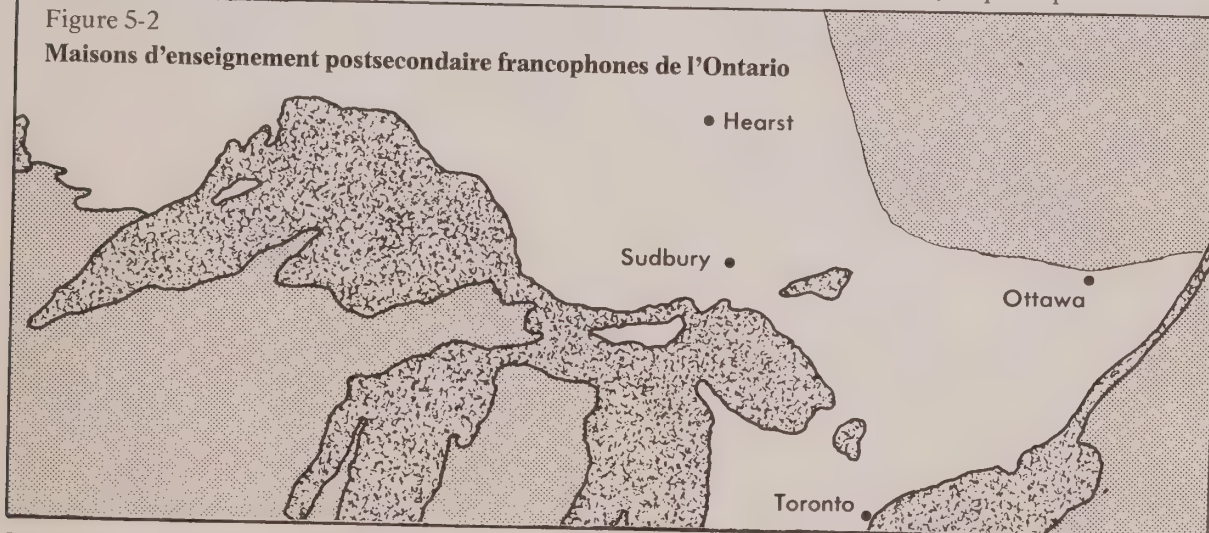 Figure 5-2
Maisons d'enseignement postsecondaire francophones de l'Ontario
Hearst
Sudbury
Ottawa
Toronto